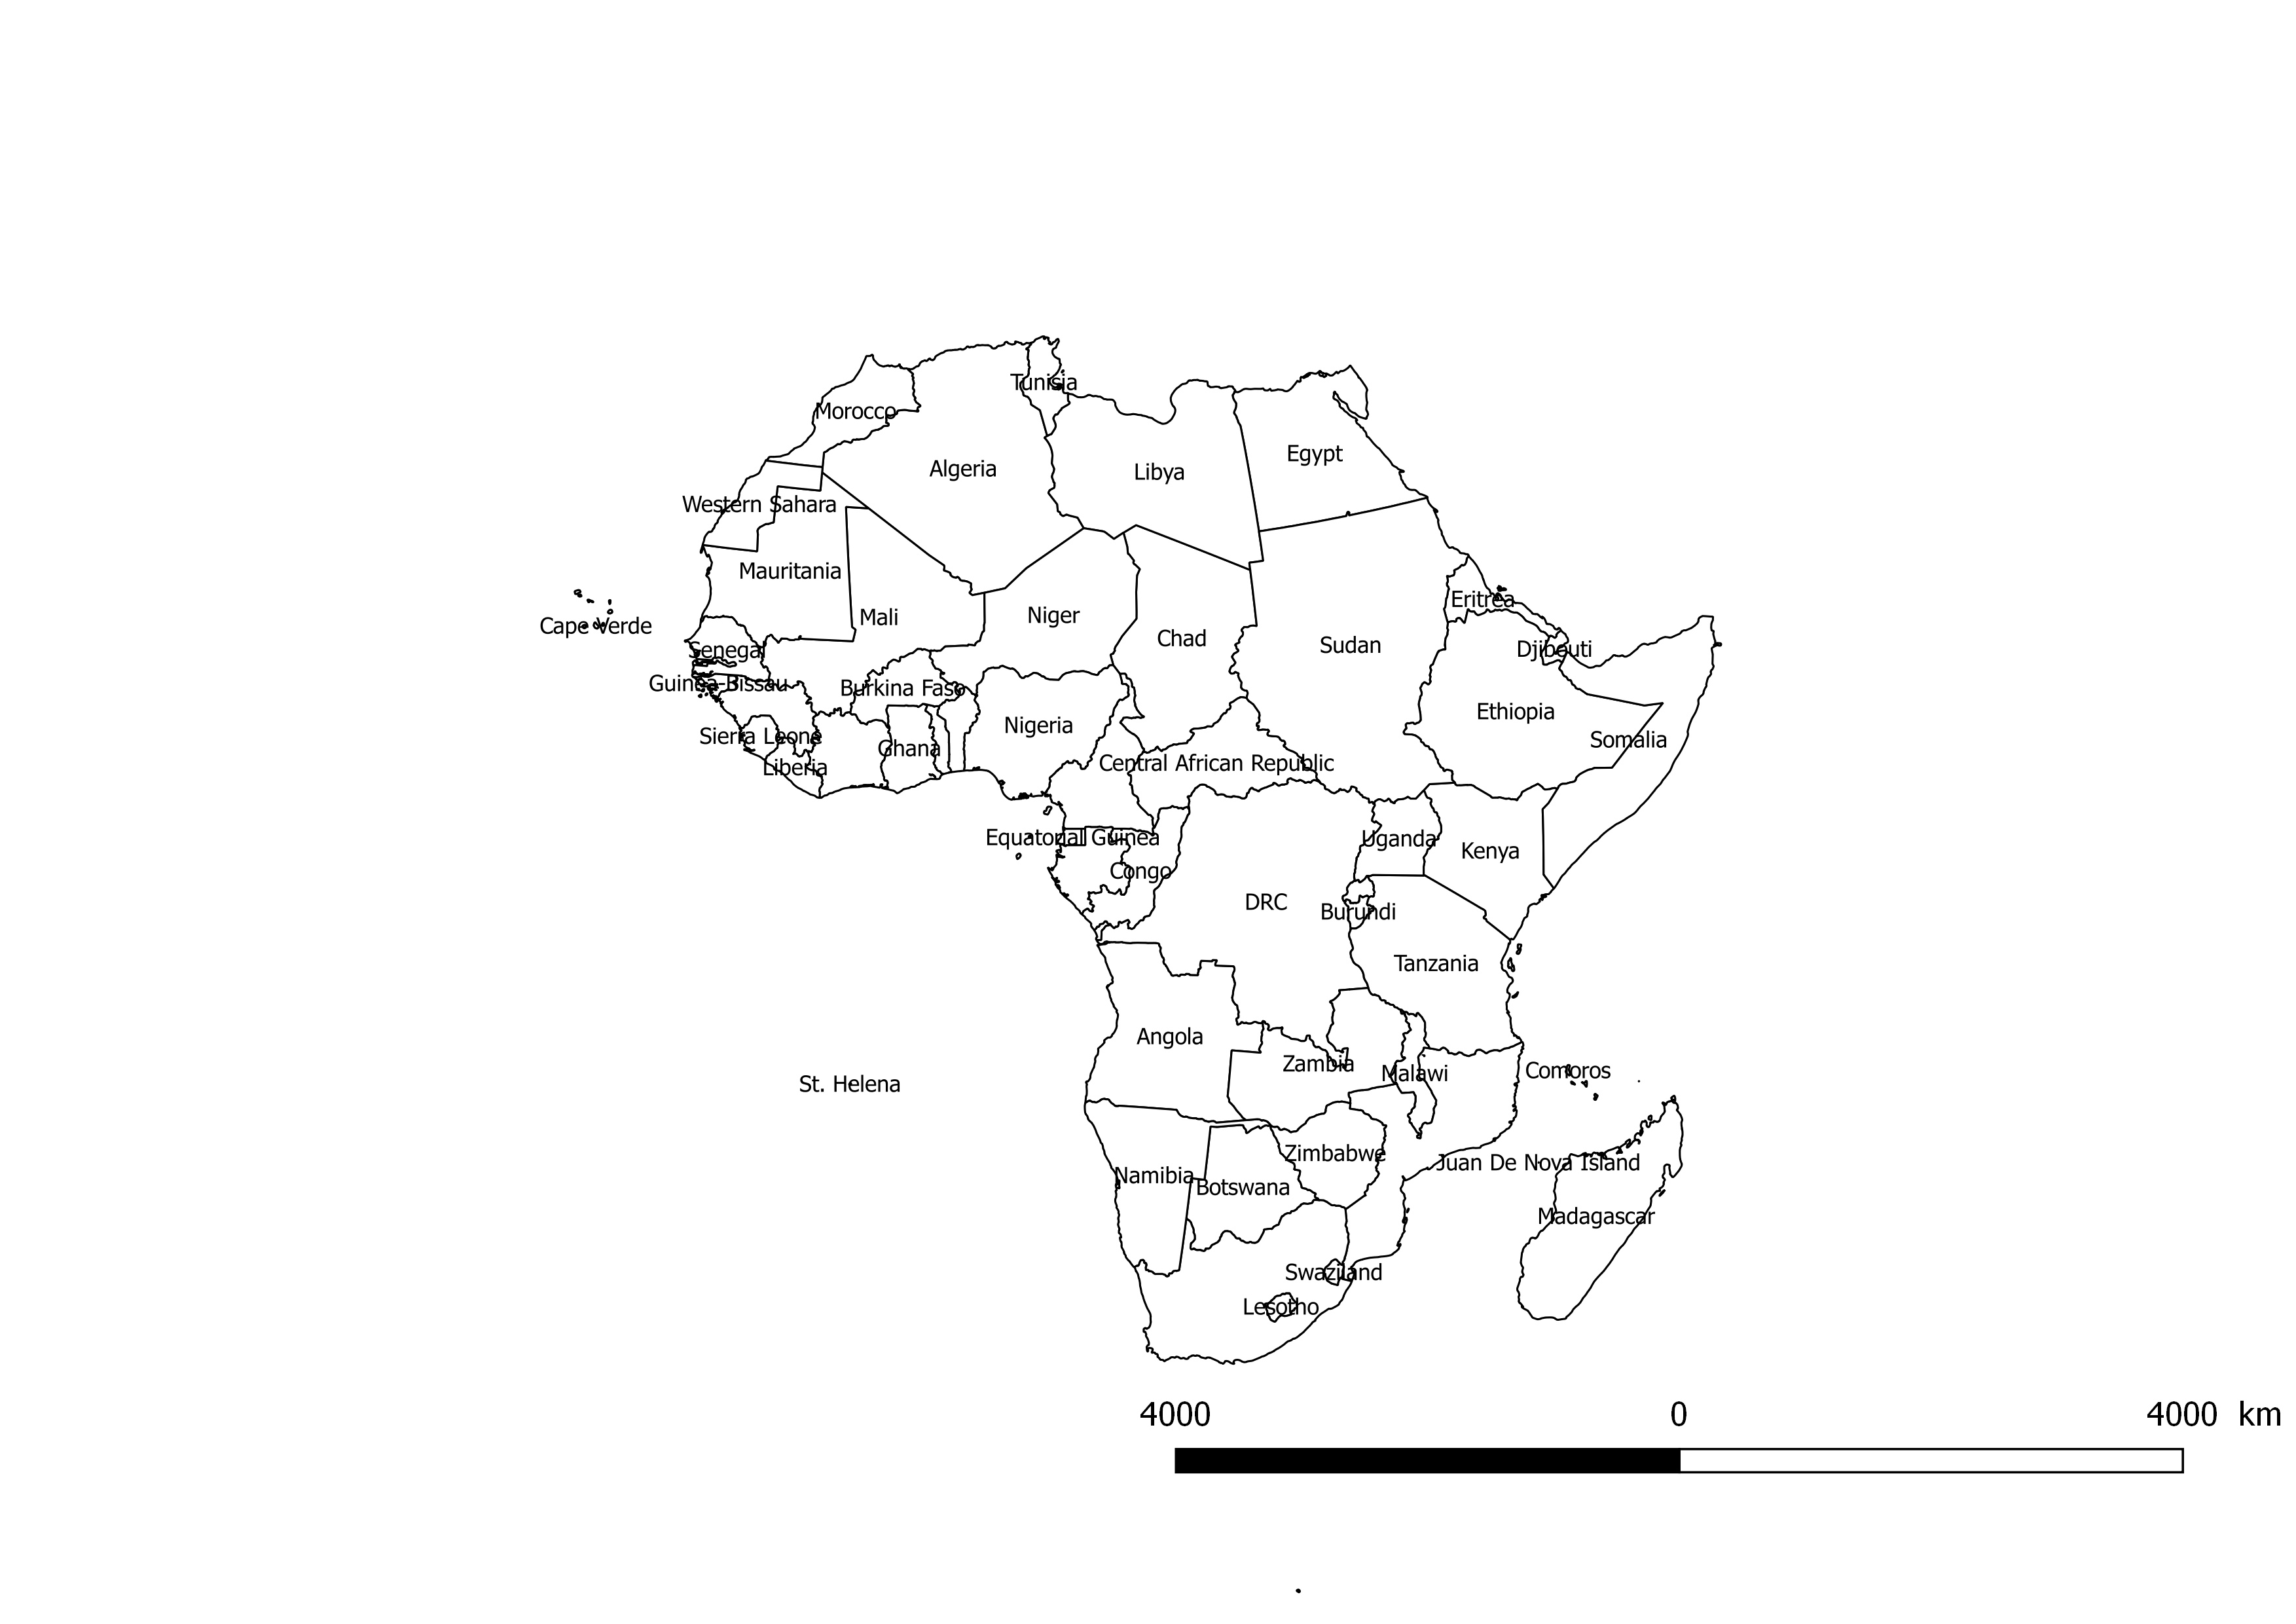 Tunisia
Morocco
Algeria
Libya
Egypt
Western Sahara
Mauritania
Mali
Niger
Chad
Sudan
Eritrea
Cape Verde
Senegal
Djibouti
Guinea-Bissau
Burkina Faso
Nigeria
Ethiopia
Sierra Leone
Ghana
Somalia
Liberia
Central African Republic
Equatorial Guinea
Uganda
Kenya
Congo
DRC
Burundi
Tanzania
Angola
Zambia
Malawi
Comoros
St. Helena
Zimbabwe
Juan De Nova Island
Namibia
Botswana
Madagascar
Swaziland
Lesotho
4000 0 4000 km